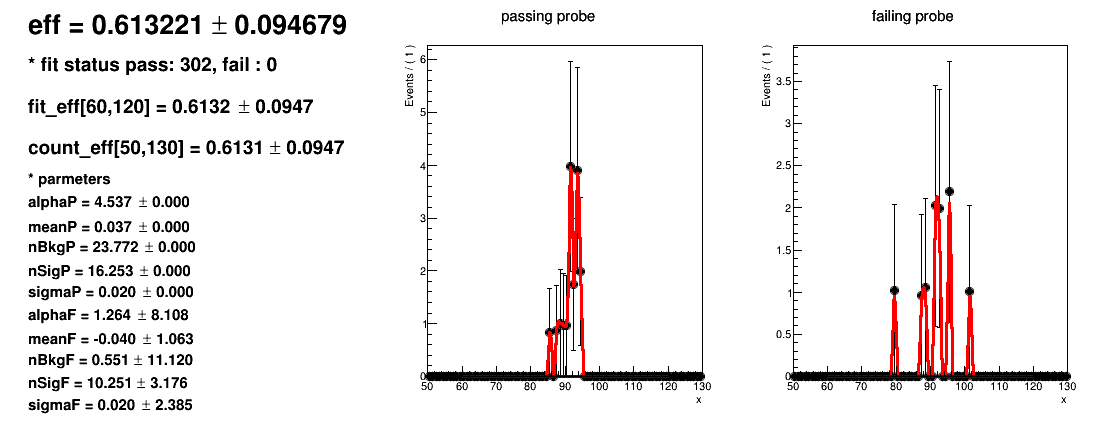 eff = 0.613221 ± 0.094679
* fit status pass: 302, fail : 0
fit_eff[60,120] = 0.6132 ± 0.0947
count_eff[50,130] = 0.6131 ± 0.0947
* parmeters
alphaP = 4.537 ± 0.000
meanP = 0.037 ± 0.000
nBkgP = 23.772 ± 0.000
nSigP = 16.253 ± 0.000
sigmaP = 0.020 ± 0.000
alphaF = 1.264 ± 8.108
meanF = -0.040 ± 1.063
nBkgF = 0.551 ± 11.120
nSigF = 10.251 ± 3.176
sigmaF = 0.020 ± 2.385
passing probe
Events / ( 1 )
6
5
4
3
2
1
0
50 60 70 80 90 100 110 120 130
x
failing probe
Events / ( 1 )
3.5
3
2.5
2
1.5
1
0.5
0
50 60 70 80 90 100 110 120 130
x